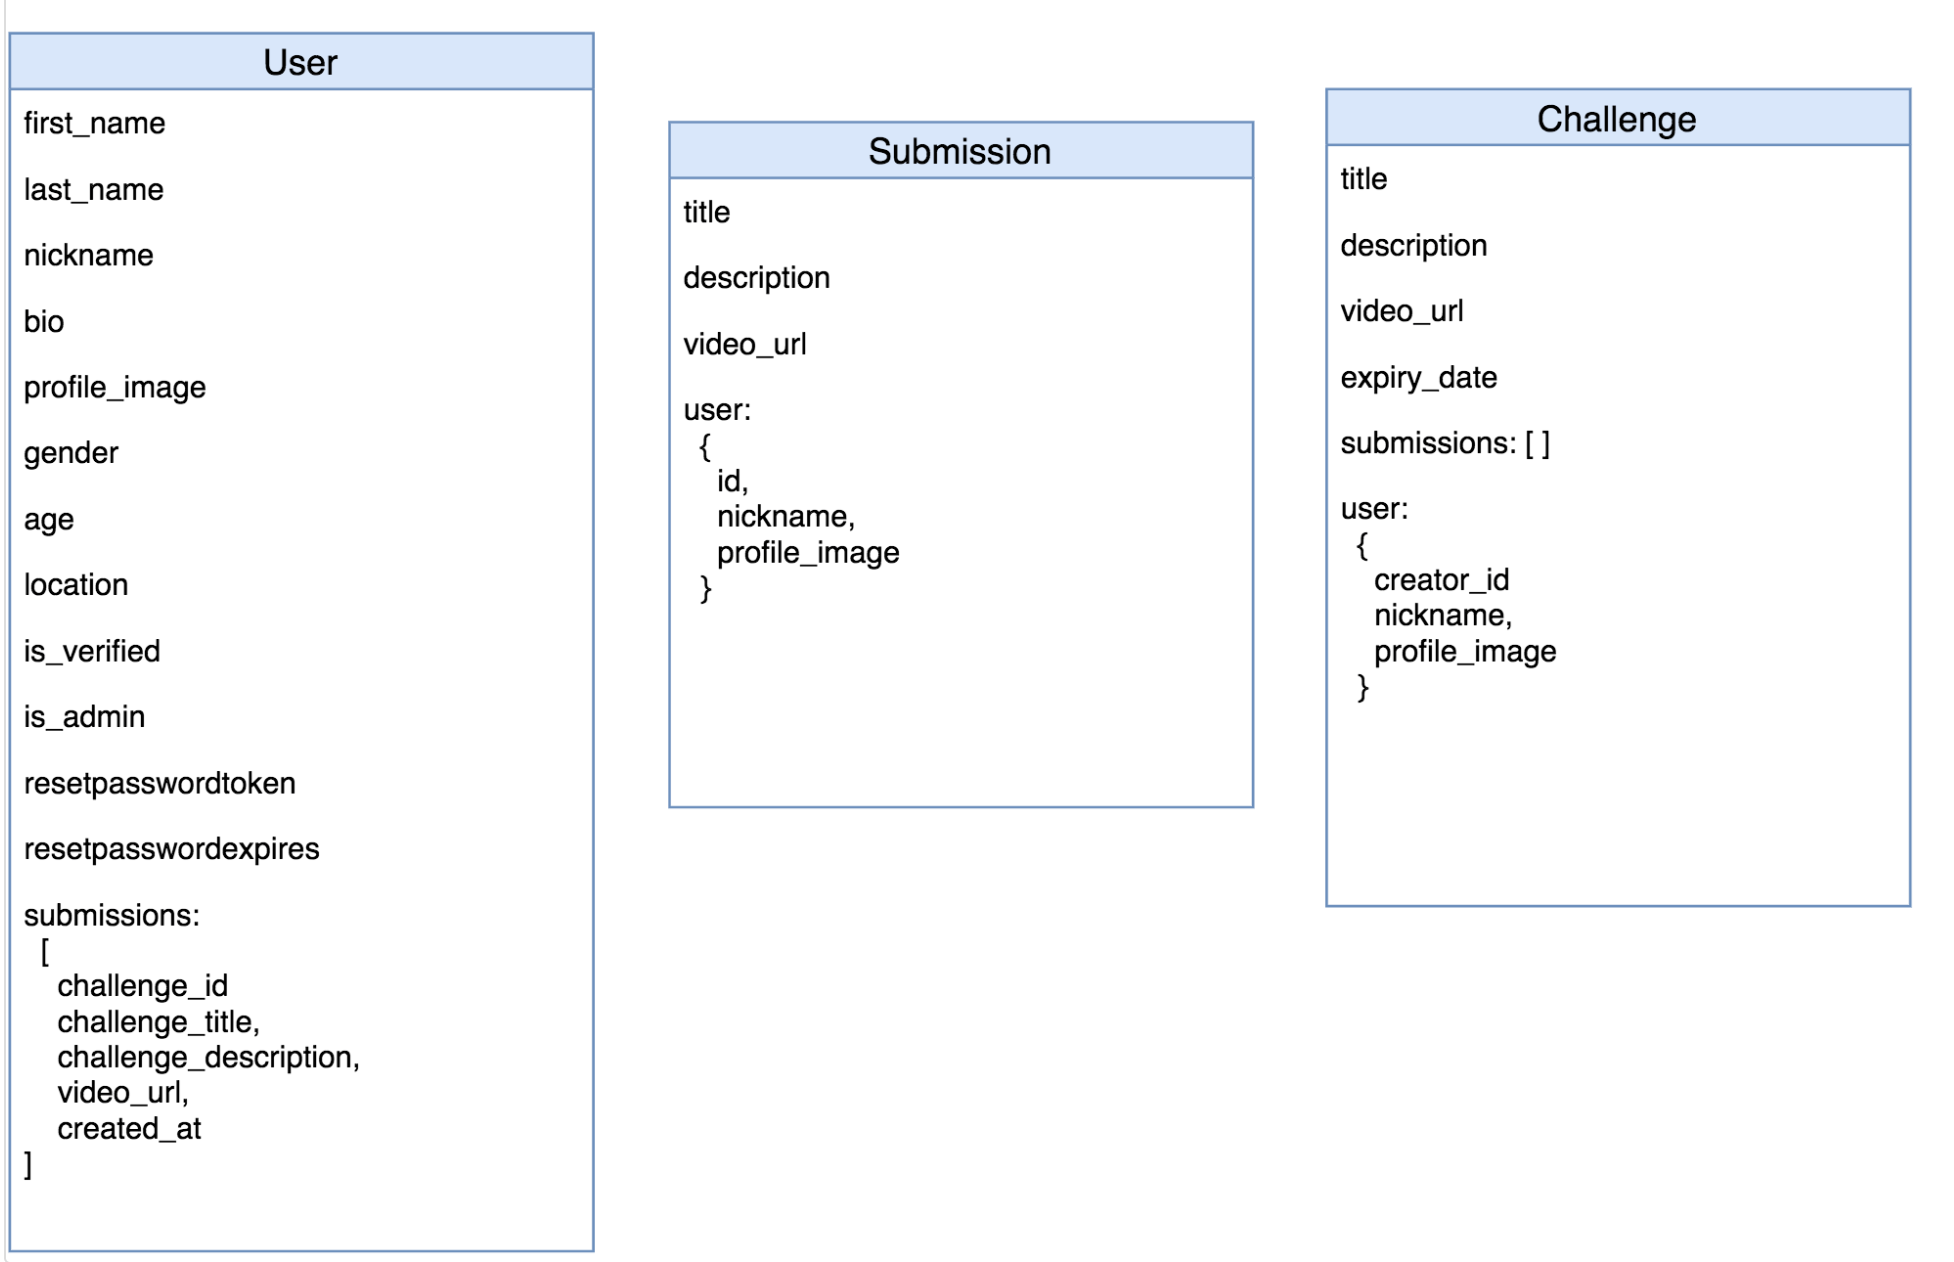 User
first_name
last_name
nickname
bio
profile_image
gender
age
location
is_verified
is_admin
resetpasswordtoken
resetpasswordexpires
submissions:
[
challenge_id
challenge_title,
challenge_description,
video_url,
created_at
]
Submission
title
description
video_url
user:
{
id,
nickname,
profile_image
}
Challenge
title
description
video_url
expiry_date
submissions: [ ]
user:
{
creator_id
nickname,
profile_image
}